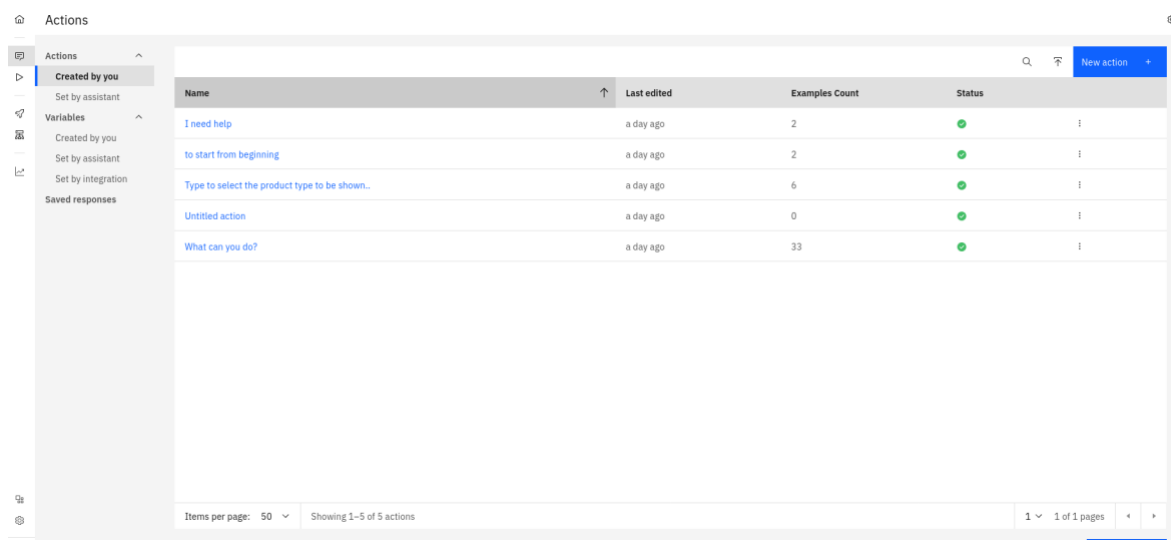 Actions
Actions
Created by you
Set by assistant
Variables
Created by you
Set by assistant
Set by integration
Saved responses
New action +
Name Last edited Examples Count Status
I need help a day ago 2
to start from beginning a day ago 2
Type to select the product type to be shown.. a day ago 6
Untitled action a day ago 0
What can you do? a day ago 33
Items per page: 50 Showing 1–5 of 5 actions 1 1 of 1 pages